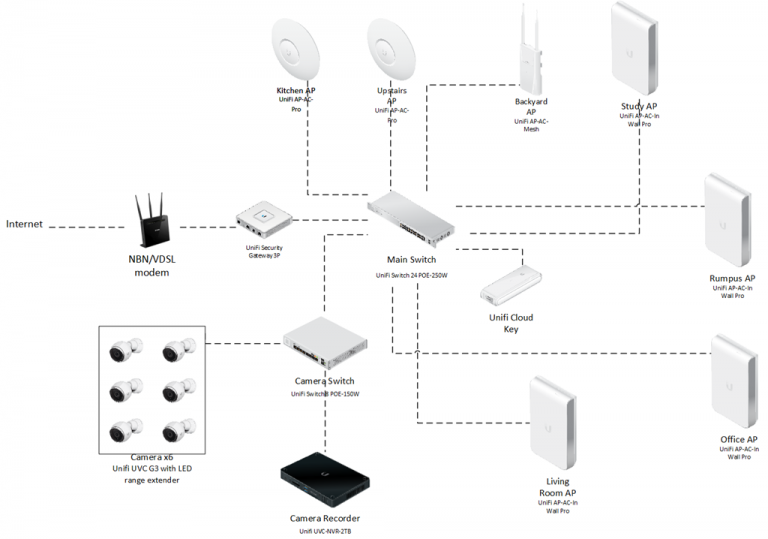 Kitchen AP
UniFi AP-AC-
Pro
Upstairs
AP
UniFi AP-AC-
Pro
Backyard
AP
UniFi AP-AC-
Mesh
Study AP
UniFi AP-AC-In
Wall Pro
Internet
NBN/VDSL
modem
UniFi Security
Gateway 3P
Main Switch
UniFi Switch 24 POE-250W
Rumpus AP
UniFi AP-AC-In
Wall Pro
Unifi Cloud
Key
Camera Switch
UniFi Switch8 POE-150W
Camera x6
Unifi UVC G3 with LED
range extender
Office AP
UniFi AP-AC-In
Wall Pro
Living
Room AP
UniFi AP-AC-In
Wall Pro
Camera Recorder
Unifi UVC-NVR-2TB